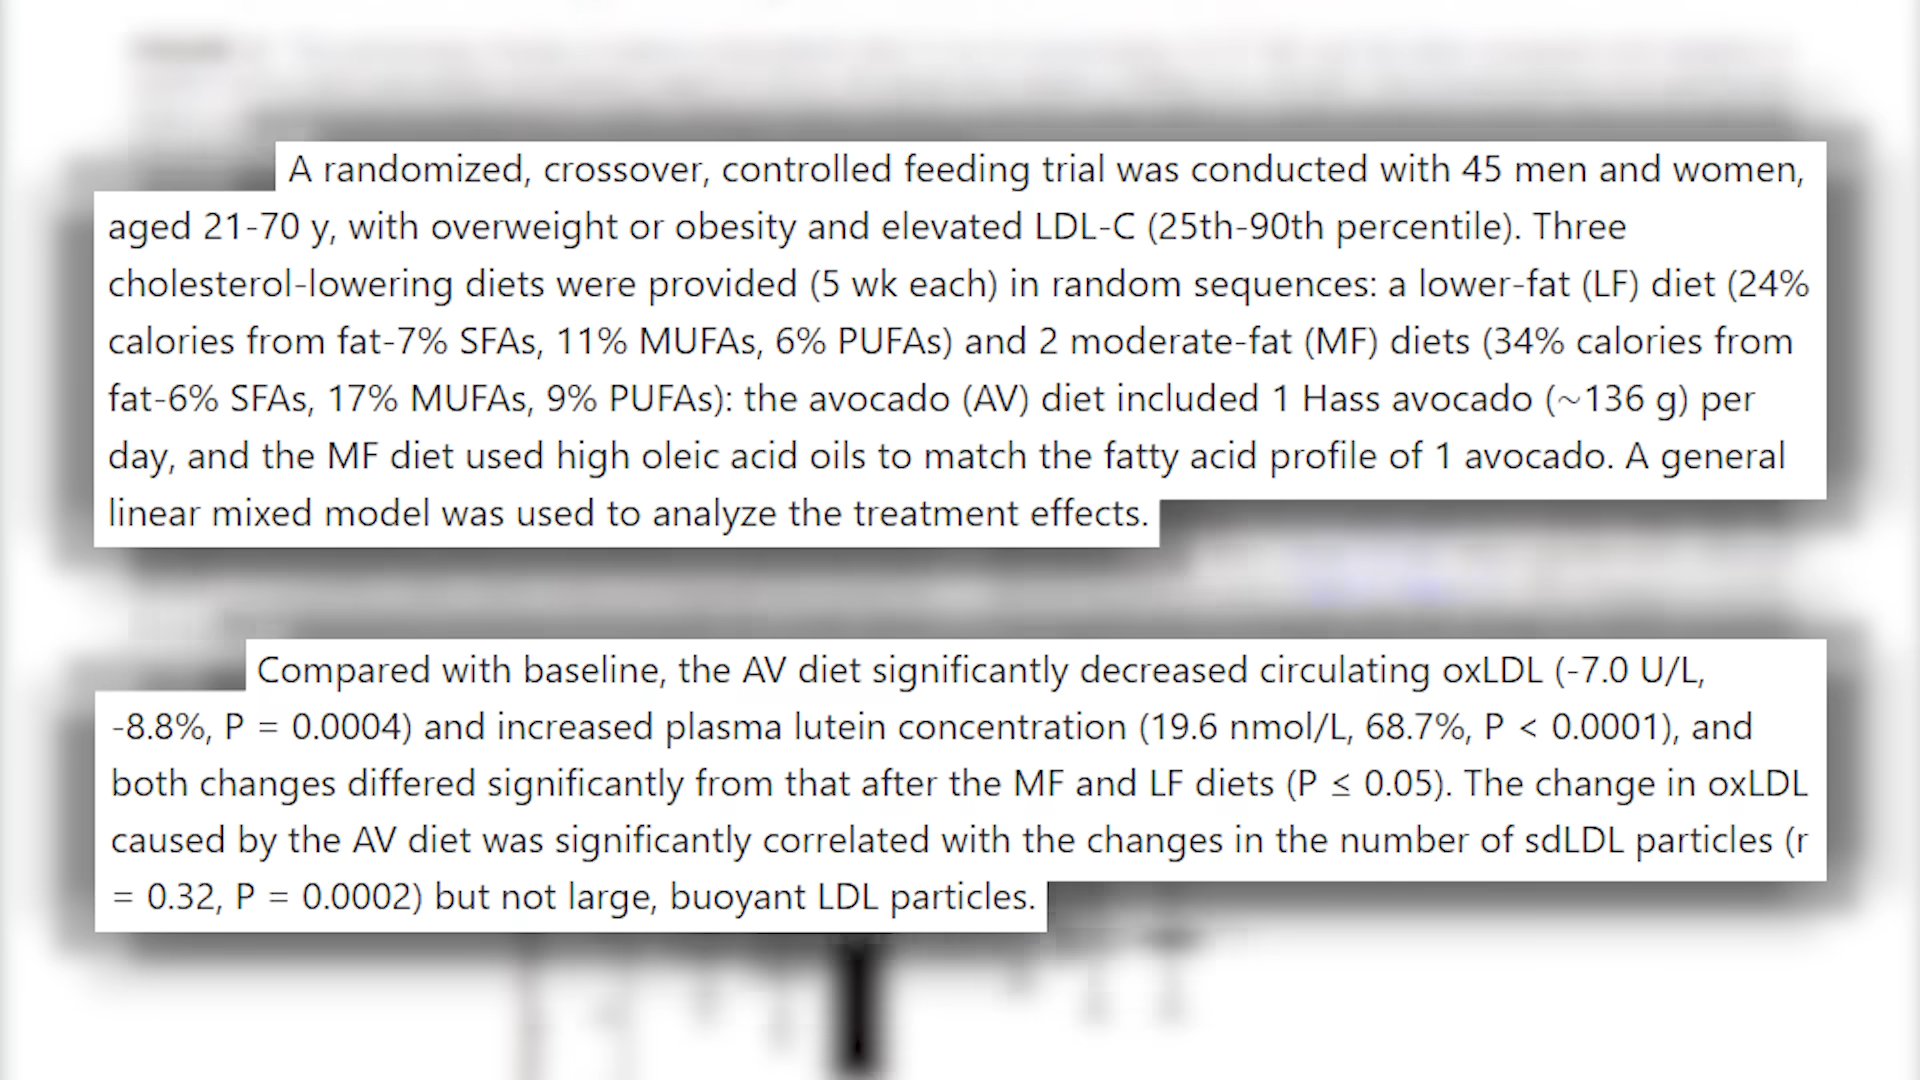 A randomized, crossover, controlled feeding trial was conducted with 45 men and women,
aged 21-70 y, with overweight or obesity and elevated LDL-C (25th-90th percentile). Three
cholesterol-lowering diets were provided (5 wk each) in random sequences: a lower-fat (LF) diet (24%
calories from fat-7% SFAs, 11% MUFAs, 6% PUFAs) and 2 moderate-fat (MF) diets (34% calories from
fat-6% SFAs, 17% MUFAs, 9% PUFAs): the avocado (AV) diet included 1 Hass avocado (~136 g) per
day, and the MF diet used high oleic acid oils to match the fatty acid profile of 1 avocado. A general
linear mixed model was used to analyze the treatment effects.
Compared with baseline, the AV diet significantly decreased circulating oxLDL (-7.0 U/L,
-8.8%, P = 0.0004) and increased plasma lutein concentration (19.6 nmol/L, 68.7%, P < 0.0001), and
both changes differed significantly from that after the MF and LF diets (P ≤ 0.05). The change in oxLDL
caused by the AV diet was significantly correlated with the changes in the number of sdLDL particles (r
= 0.32, P = 0.0002) but not large, buoyant LDL particles.